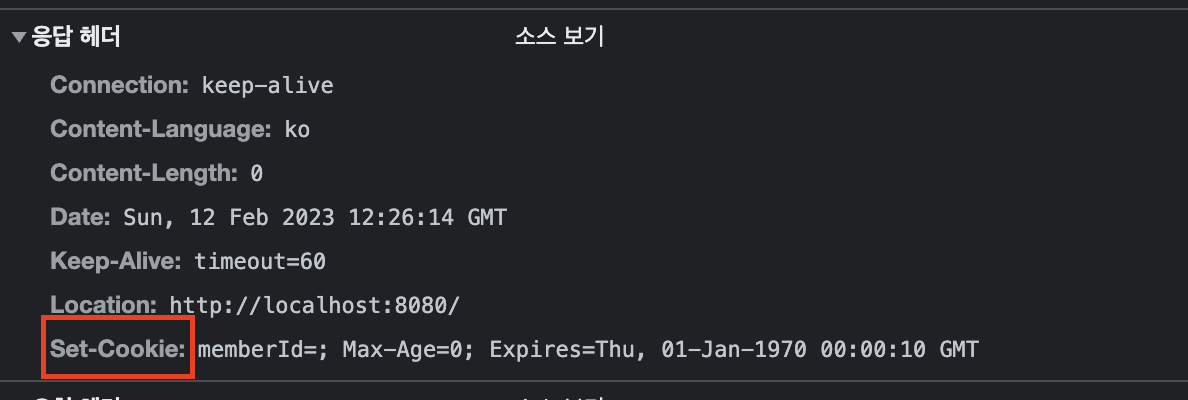 응답 헤더 소스 보기
Connection: keep-alive
Content-Language: ko
Content-Length: 0
Date: Sun, 12 Feb 2023 12:26:14 GMT
Keep-Alive: timeout=60
Location: http://localhost:8080/
Set-Cookie: memberId=; Max-Age=0; Expires=Thu, 01-Jan-1970 00:00:10 GMT